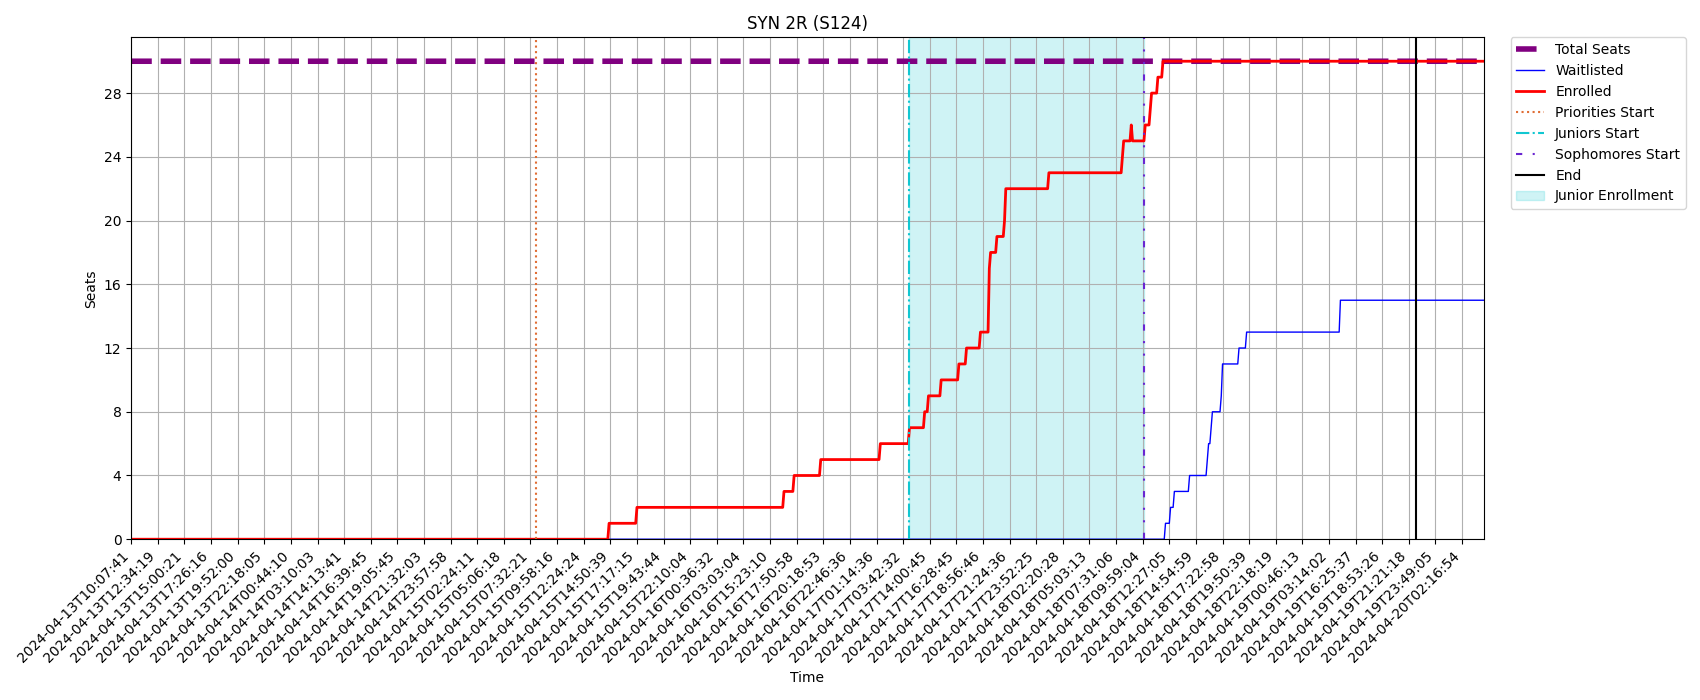 SYN 2R (S124)
Total Seats
Waitlisted
Enrolled
Priorities Start
Juniors Start
Sophomores Start
End
Junior Enrollment
Seats
28
24
20
16
12
8
4
0
2024-04-13T10:07:41
2024-04-13T12:34:19
2024-04-13T15:00:21
2024-04-13T17:26:16
2024-04-13T19:52:00
2024-04-13T22:18:05
2024-04-14T00:44:10
2024-04-14T03:10:03
2024-04-14T14:13:41
2024-04-14T16:39:45
2024-04-14T19:05:45
2024-04-14T21:32:03
2024-04-14T23:57:58
2024-04-15T02:24:11
2024-04-15T05:06:18
2024-04-15T07:32:21
2024-04-15T09:58:16
2024-04-15T12:24:24
2024-04-15T14:50:39
2024-04-15T17:17:15
2024-04-15T19:43:44
2024-04-15T22:10:04
2024-04-16T00:36:32
2024-04-16T03:03:04
2024-04-16T15:23:10
2024-04-16T17:50:58
2024-04-16T20:18:53
2024-04-16T22:46:36
2024-04-17T01:14:36
2024-04-17T03:42:32
2024-04-17T14:00:45
2024-04-17T16:28:45
2024-04-17T18:56:46
2024-04-17T21:24:36
2024-04-17T23:52:25
2024-04-18T02:20:28
2024-04-18T05:03:13
2024-04-18T07:31:06
2024-04-18T09:59:04
2024-04-18T12:27:05
2024-04-18T14:54:59
2024-04-18T17:22:58
2024-04-18T19:50:39
2024-04-18T22:18:19
2024-04-19T00:46:13
2024-04-19T03:14:02
2024-04-19T16:25:37
2024-04-19T18:53:26
2024-04-19T21:21:18
2024-04-19T23:49:05
2024-04-20T02:16:54
Time